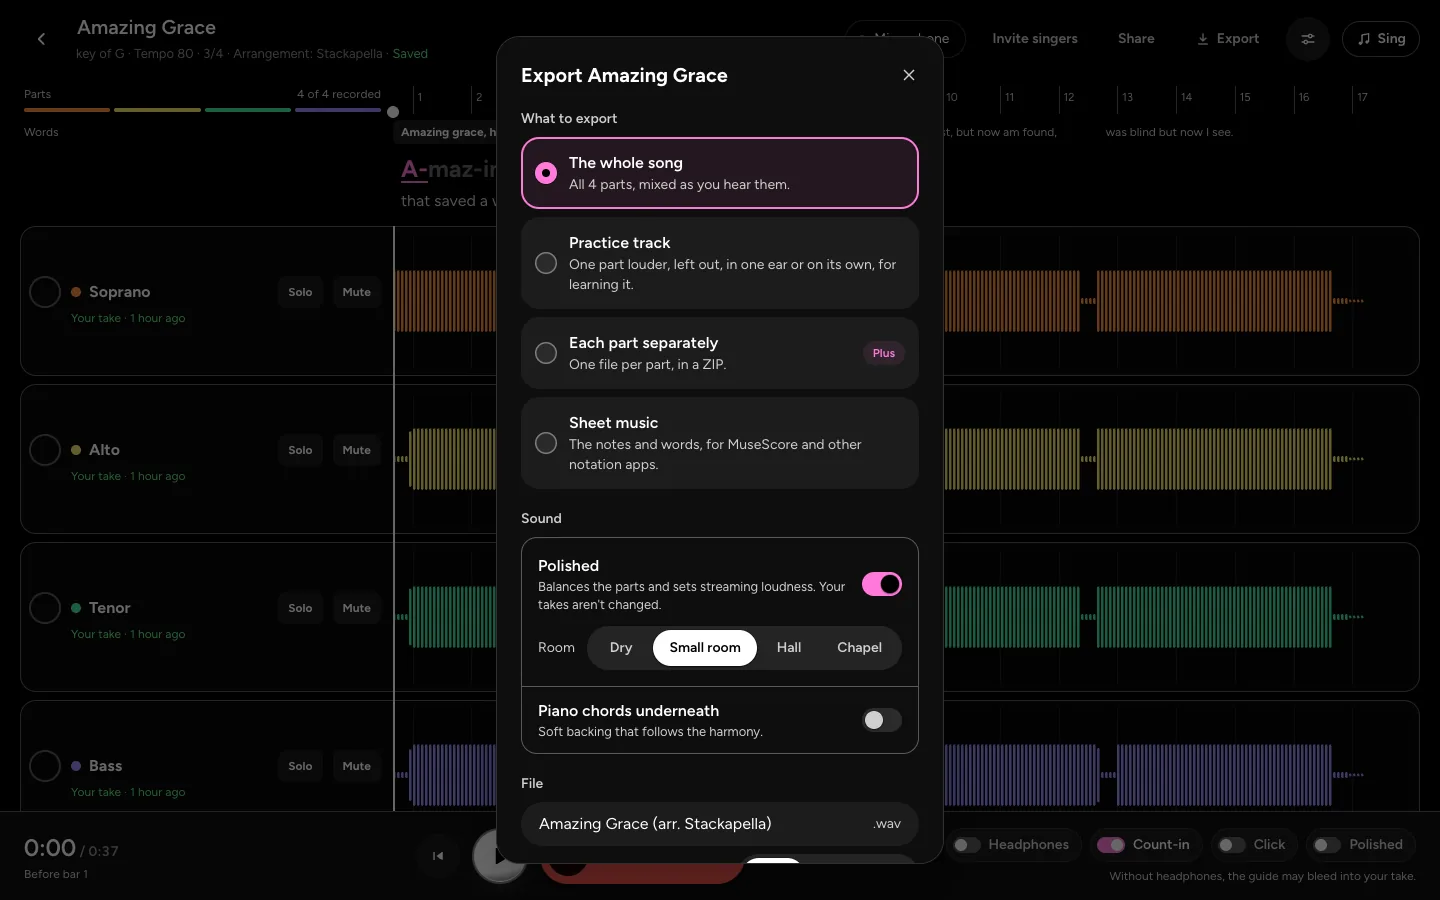 Amazing Grace
key of G · Tempo 80 · 3/4 · Arrangement: Stackapella · Saved
Invite singers
Share
Export
Sing
Parts
4 of 4 recorded
1
2
10
11
12
13
14
15
16
17
Words
Amazing grace, h
st, but now am found,
was blind but now I see.
A-maz-in
that saved a w
Soprano
Solo
Mute
Your take · 1 hour ago
Alto
Solo
Mute
Your take · 1 hour ago
Tenor
Solo
Mute
Your take · 1 hour ago
Bass
Solo
Mute
Your take · 1 hour ago
Export Amazing Grace
What to export
The whole song
All 4 parts, mixed as you hear them.
Practice track
One part louder, left out, in one ear or on its own, for
learning it.
Each part separately
One file per part, in a ZIP.
Plus
Sheet music
The notes and words, for MuseScore and other
notation apps.
Sound
Polished
Balances the parts and sets streaming loudness. Your
takes aren't changed.
Room
Dry
Small room
Hall
Chapel
Piano chords underneath
Soft backing that follows the harmony.
File
Amazing Grace (arr. Stackapella)
.wav
0:00 / 0:37
Before bar 1
Headphones
Count-in
Click
Polished
Without headphones, the guide may bleed into your take.